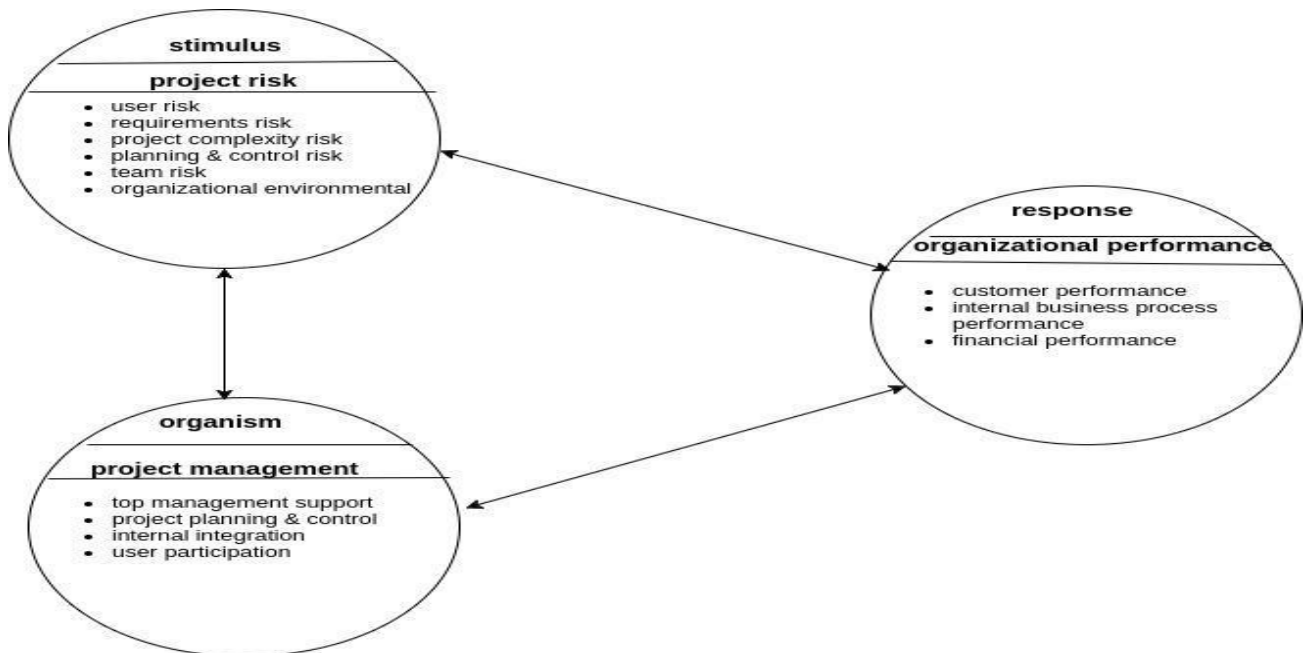 stimulus
project risk
• user risk
• requirements risk
• project complexity risk
• planning & control risk
• team risk
• organizational environmental
response
organizational performance
• customer performance
• internal business process
performance
• financial performance
organism
project management
• top management support
• project planning & control
• internal integration
• user participation